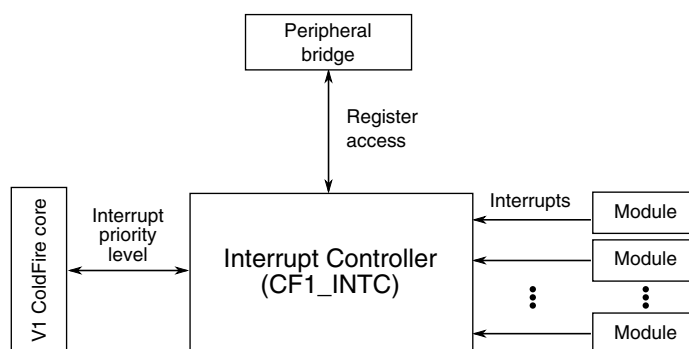 Peripheral
bridge
Register
access
V1 ColdFire core
Interrupt
priority
level
Interrupt Controller
(CF1_INTC)
Interrupts
Module
Module
Module